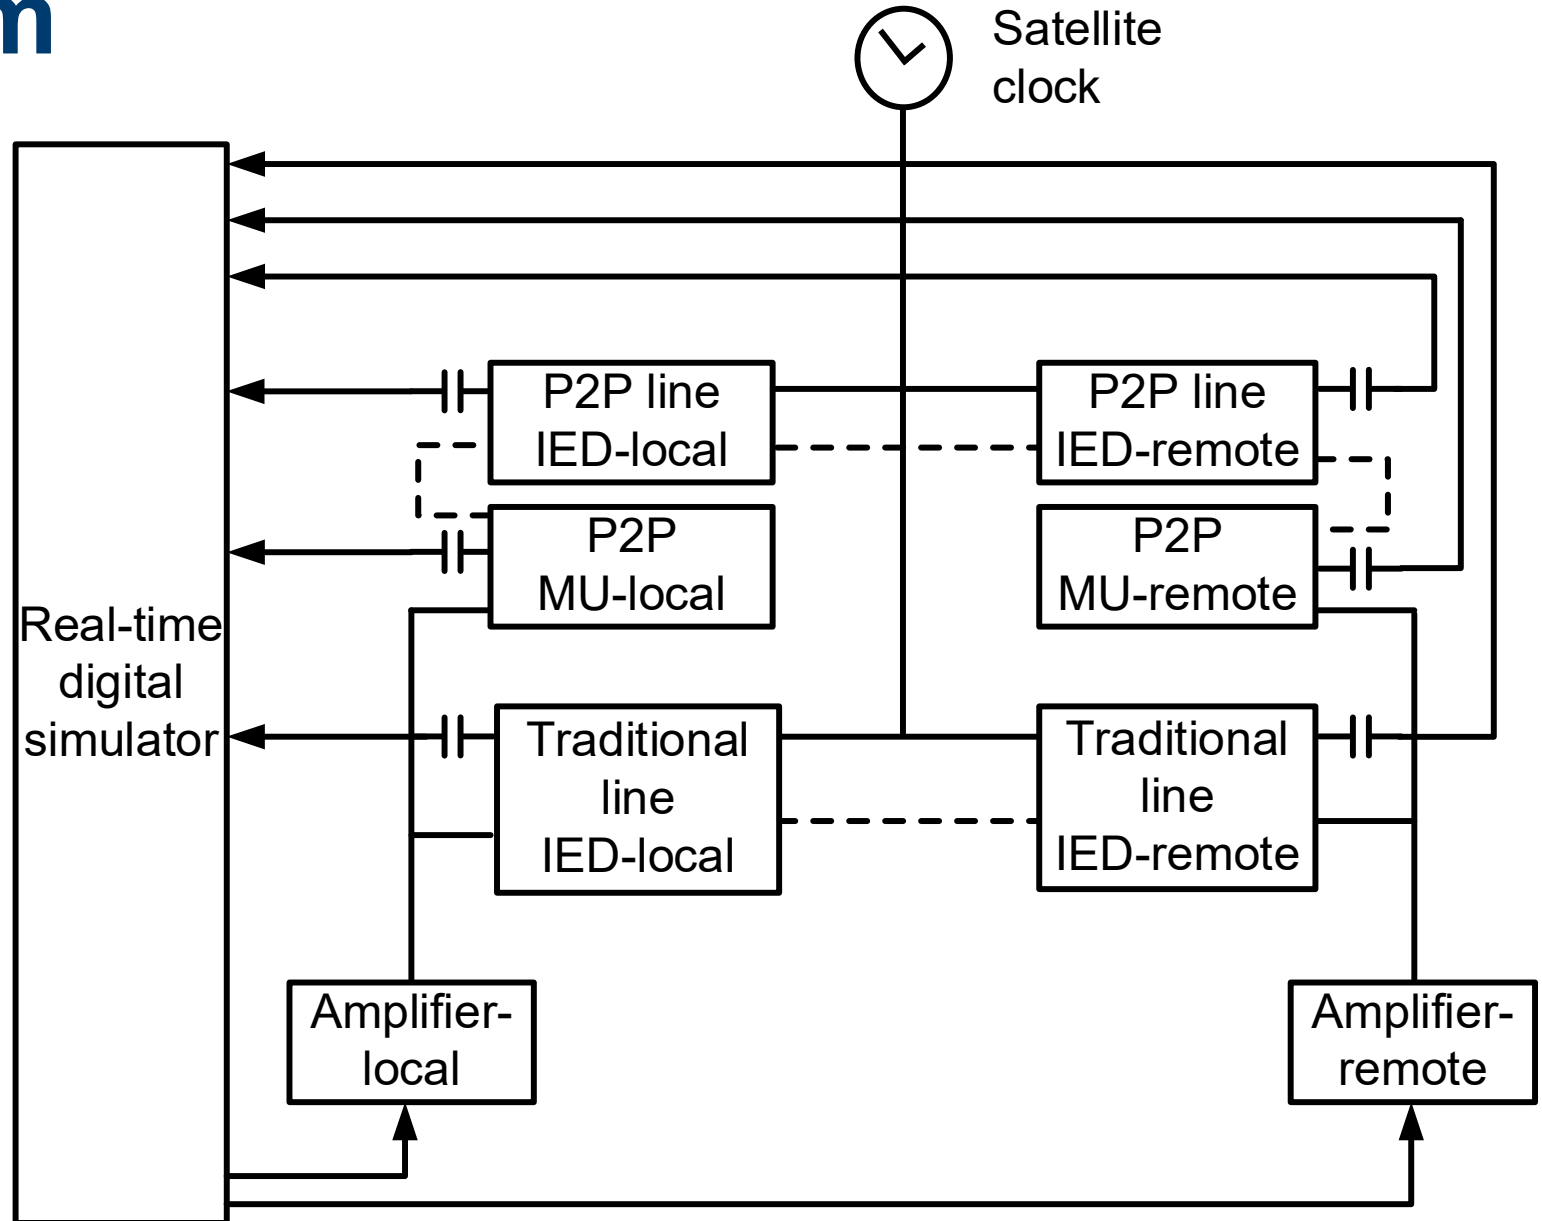 m
Satellite
clock
P2P line
IED-local
P2P line
IED-remote
P2P
MU-local
P2P
MU-remote
Real-time
digital
simulator
Traditional
line
IED-local
Traditional
line
IED-remote
Amplifier-
local
Amplifier-
remote